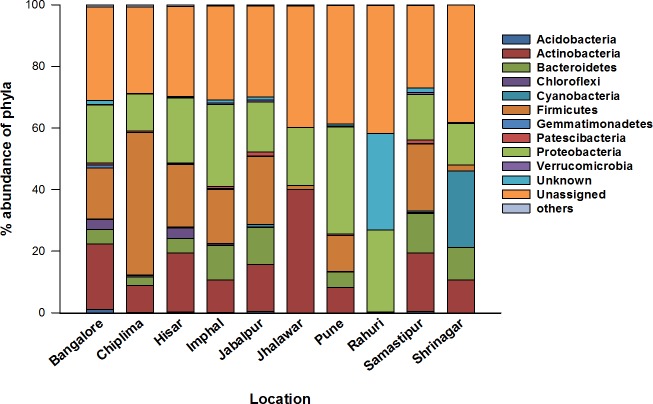 % abundance of phyla
100
80
60
40
20
0
Bangalore
Chiplima
Hisar
Imphal
Jabalpur
Jhalawar
Pune
Rahuri
Samastipur
Shrinagar
Location
Acidobacteria
Actinobacteria
Bacteroidetes
Chloroflexi
Cyanobacteria
Firmicutes
Gemmatimonadetes
Patescibacteria
Proteobacteria
Verrucomicrobia
Unknown
Unassigned
others